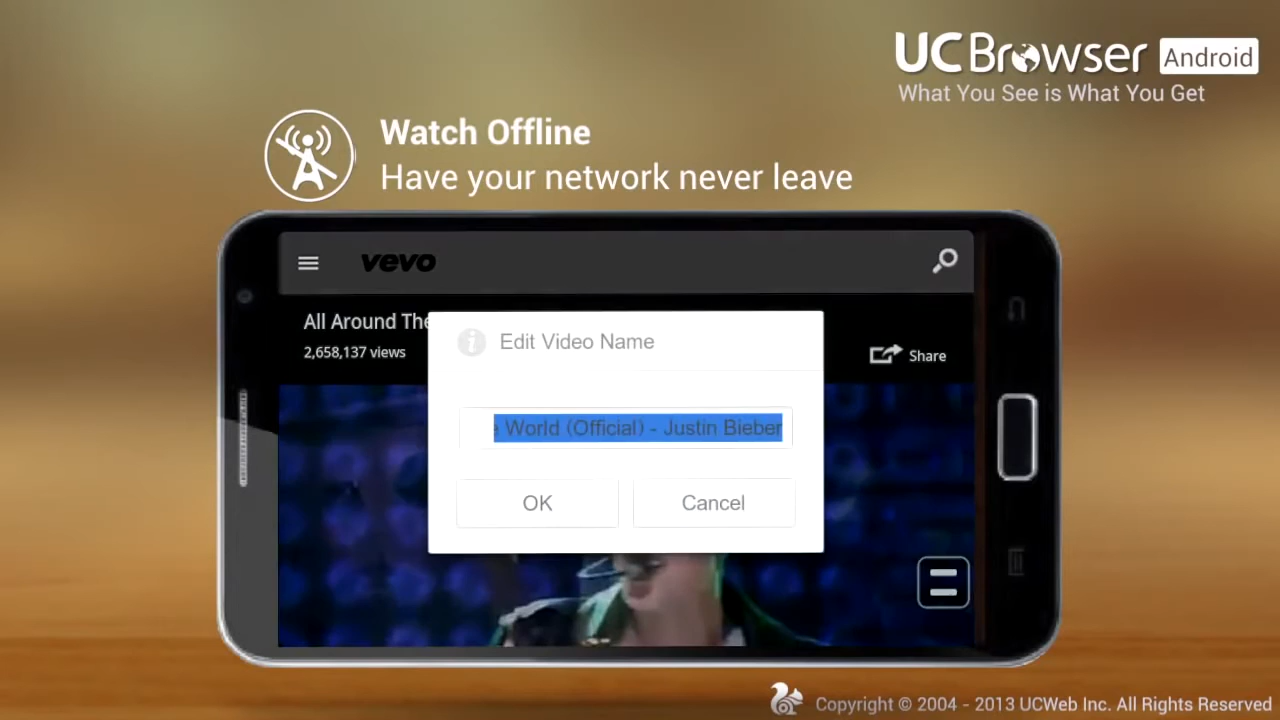 UC Browser Android
What You See is What You Get
Watch Offline
Have your network never leave
vevo
All Around The
2,658,137 views
Share
Edit Video Name
World (Official) - Justin Bieber
OK
Cancel
Copyright © 2004 - 2013 UCWeb Inc. All Rights Reserved